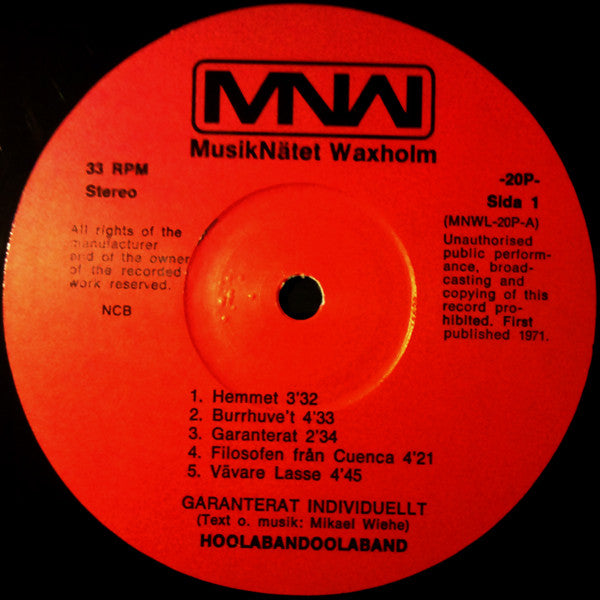 MNW
MusikNätet Waxholm
33 RPM
Stereo
All rights of the
manufacturer
and of the owner
of the recorded
work reserved.
NCB
-20P-
Sida 1
(MNWL-20P-A)
Unauthorised
public perform-
ance, broad-
casting and
copying of this
record pro-
hibited. First
published 1971.
1. Hemmet 3'32
2. Burrhuve't 4'33
3. Garanterat 2'34
4. Filosofen från Cuenca 4'21
5. Vävare Lasse 4'45
GARANTERAT INDIVIDUELLT
(Text o. musik: Mikael Wiehe)
HOOLABANDOOLABAND